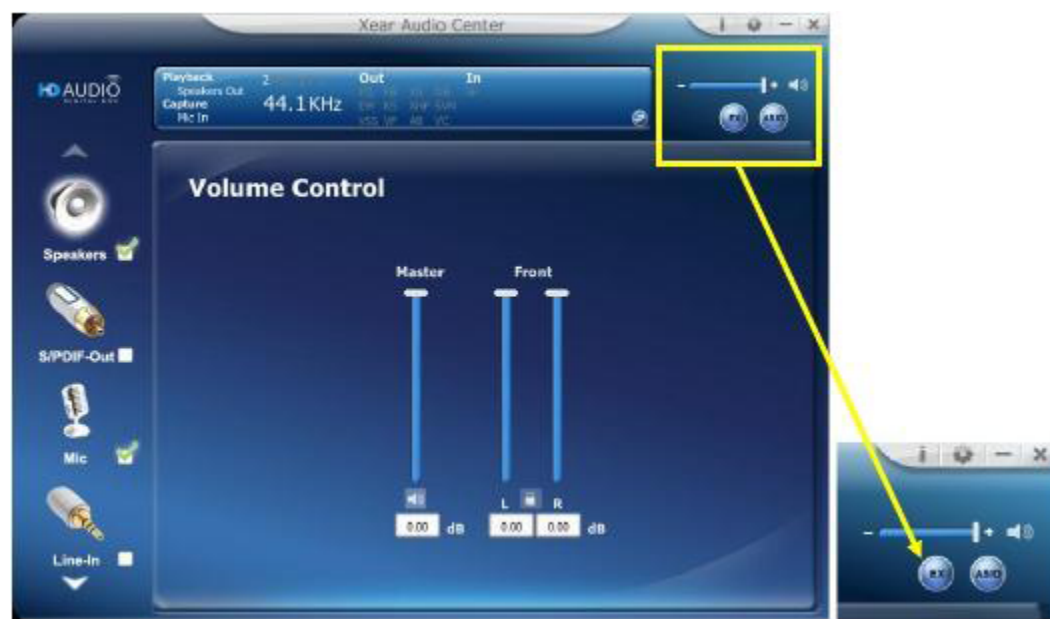 Xear Audio Center
HD AUDIO
Playback
Speakers Out
Capture
Mic In
2
44.1KHz
Out
In
EX
ASIO
Volume Control
Speakers
S/PDIF-Out
Mic
Line-In
Master
Front
L
R
0.00 dB
0.00 0.00 dB
EX
ASIO